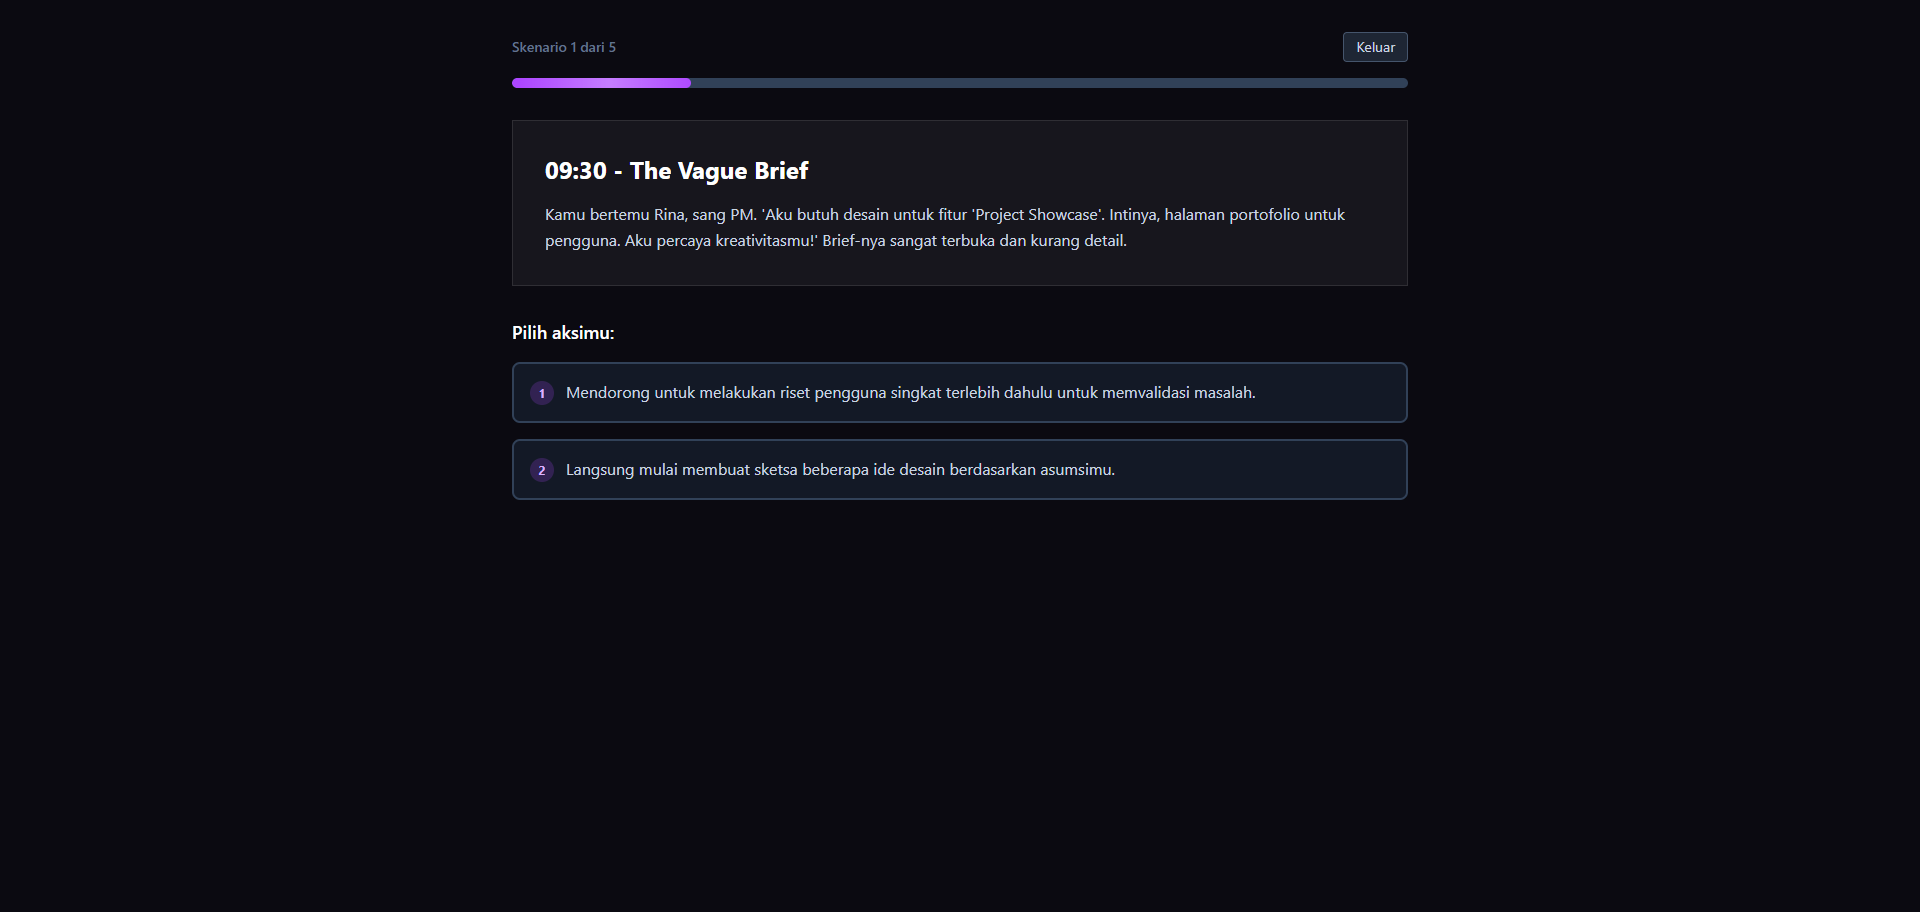 Skenario 1 dari 5
Keluar
09:30 - The Vague Brief
Kamu bertemu Rina, sang PM. 'Aku butuh desain untuk fitur 'Project Showcase'. Intinya, halaman portofolio untuk
pengguna. Aku percaya kreativitasmu!' Brief-nya sangat terbuka dan kurang detail.
Pilih aksimu:
1 Mendorong untuk melakukan riset pengguna singkat terlebih dahulu untuk memvalidasi masalah.
2 Langsung mulai membuat sketsa beberapa ide desain berdasarkan asumsimu.